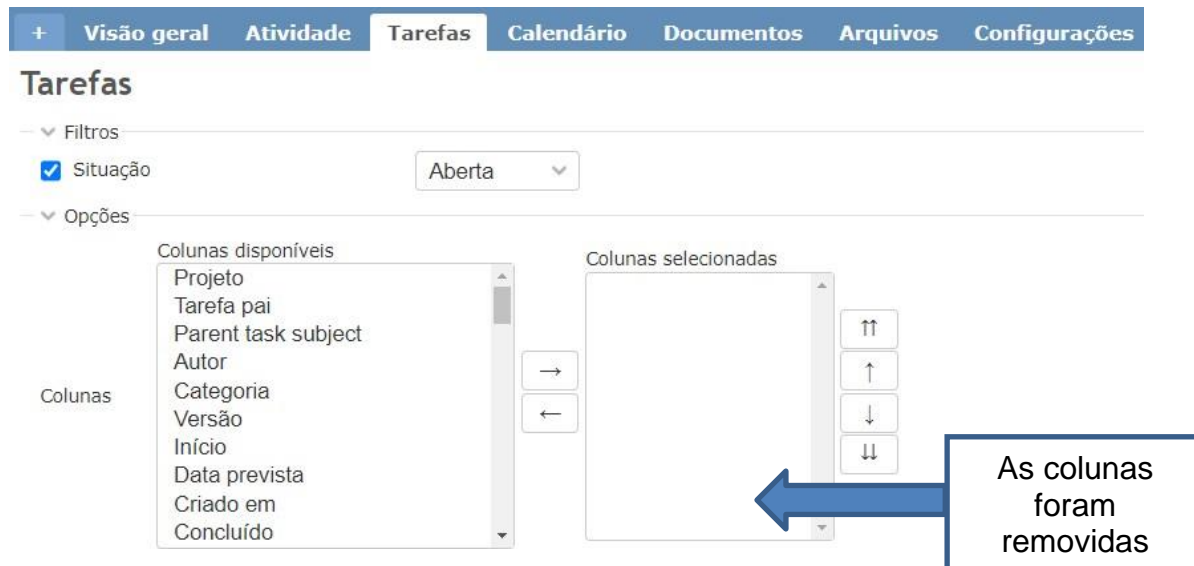 + Visão geral Atividade Tarefas Calendário Documentos Arquivos Configurações
Tarefas
Filtros
Situação Aberta
Opções
Colunas disponíveis
Projeto
Tarefa pai
Parent task subject
Autor
Categoria
Versão
Início
Data prevista
Criado em
Concluído
Colunas
→
←
Colunas selecionadas
⇈
↑
↓
⇊
As colunas
foram
removidas